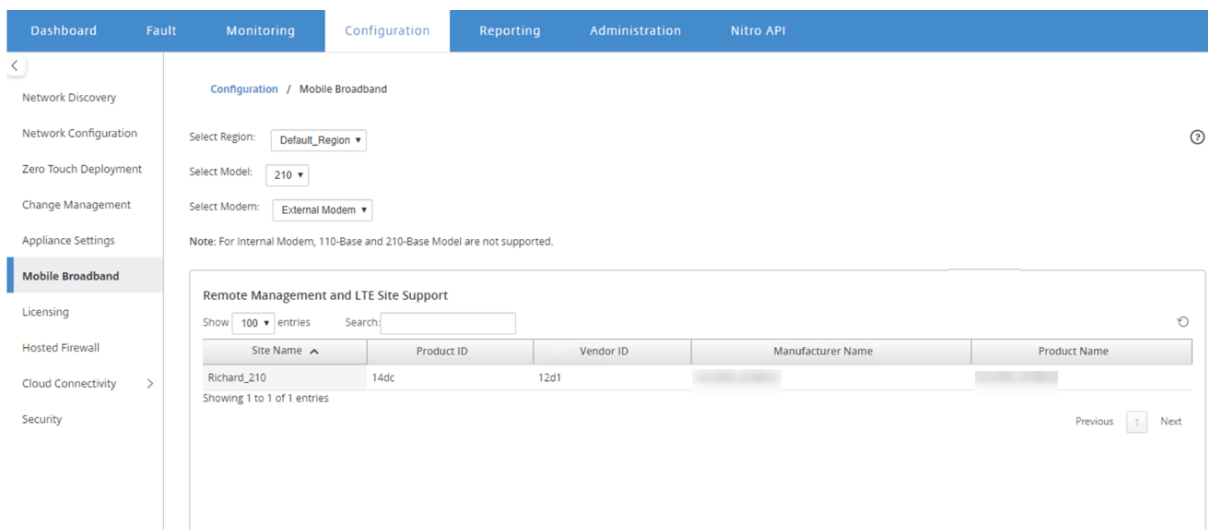 Dashboard Fault Monitoring Configuration Reporting Administration Nitro API
Configuration / Mobile Broadband
Network Discovery
Network Configuration
Zero Touch Deployment
Change Management
Appliance Settings
Mobile Broadband
Licensing
Hosted Firewall
Cloud Connectivity
Security
Select Region: Default_Region
Select Model: 210
Select Modem: External Modem
Note: For Internal Modem, 110-Base and 210-Base Model are not supported.
Remote Management and LTE Site Support
Show 100 entries Search:
Site Name Product ID Vendor ID Manufacturer Name Product Name
Richard_210 14dc 12d1
Showing 1 to 1 of 1 entries
Previous 1 Next